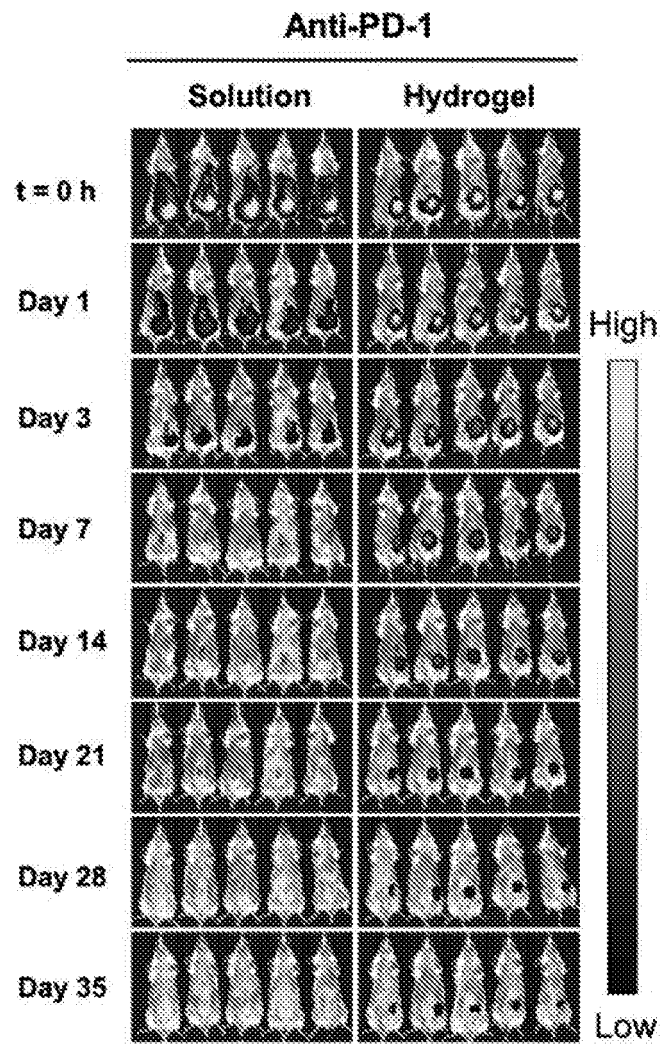 Anti-PD-1
Solution Hydrogel
t = 0 h
Day 1
High
Day 3
Day 7
Day 14
Day 21
Day 28
Day 35
Low